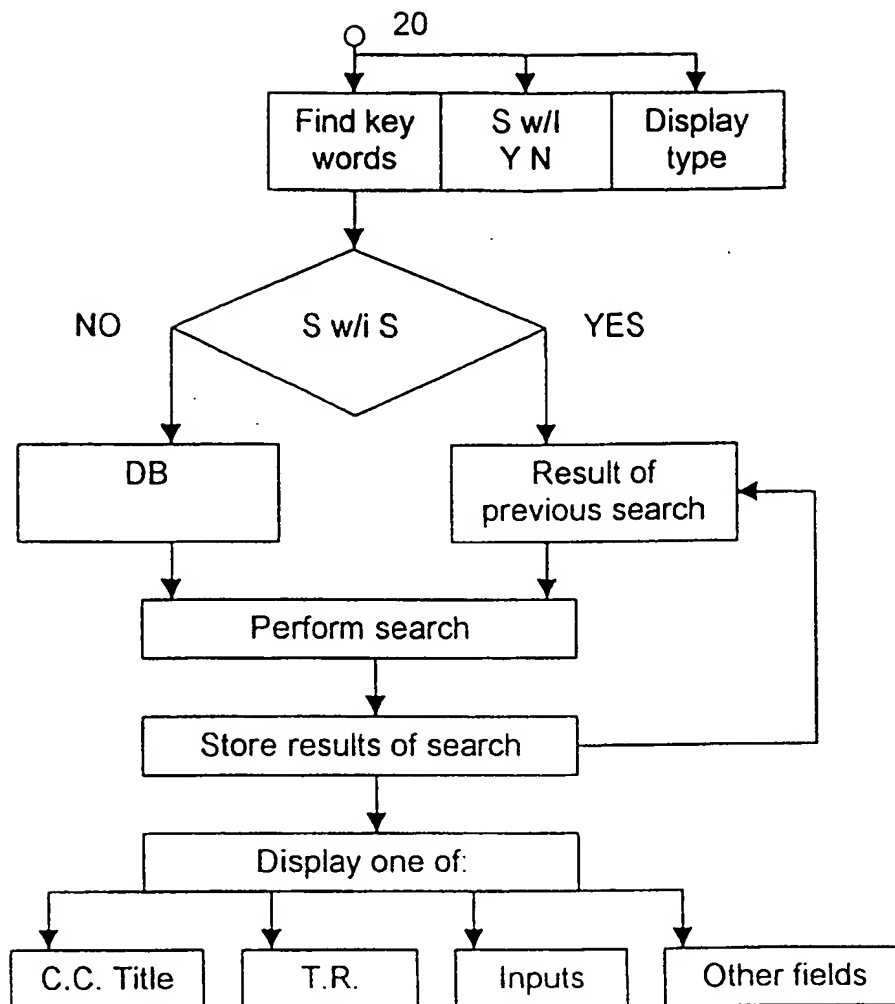 20
Find key
words
S w/l
Y N
Display
type
NO
S w/i S
YES
DB
Result of
previous search
Perform search
Store results of search
Display one of:
C.C. Title
T.R.
Inputs
Other fields